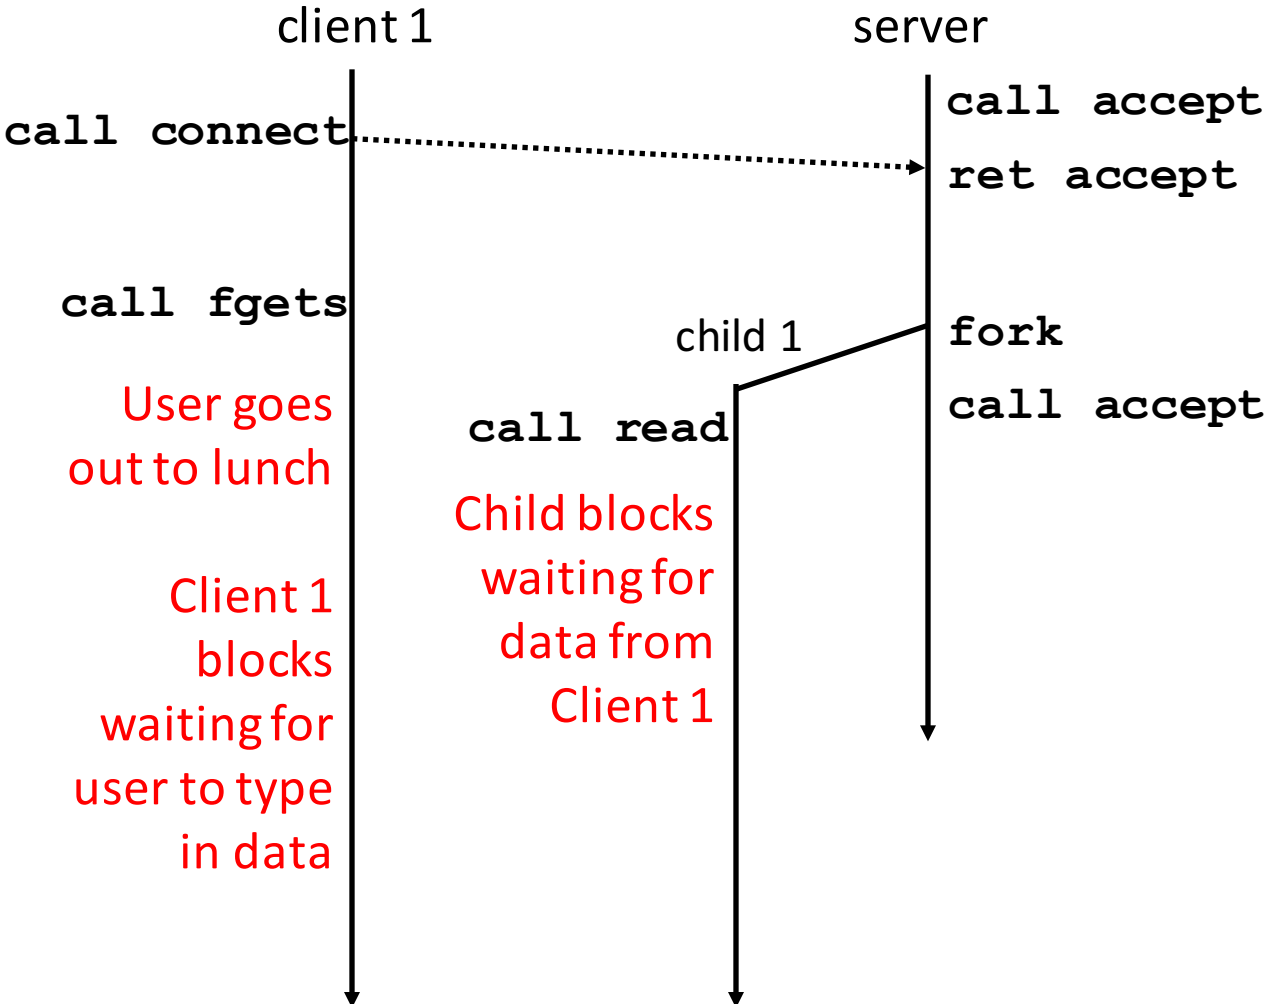 client 1
server
call connect
call accept
ret accept
call fgets
child 1
fork
call accept
User goes
out to lunch
call read
Client 1
blocks
waiting for
user to type
in data
Child blocks
waiting for
data from
Client 1